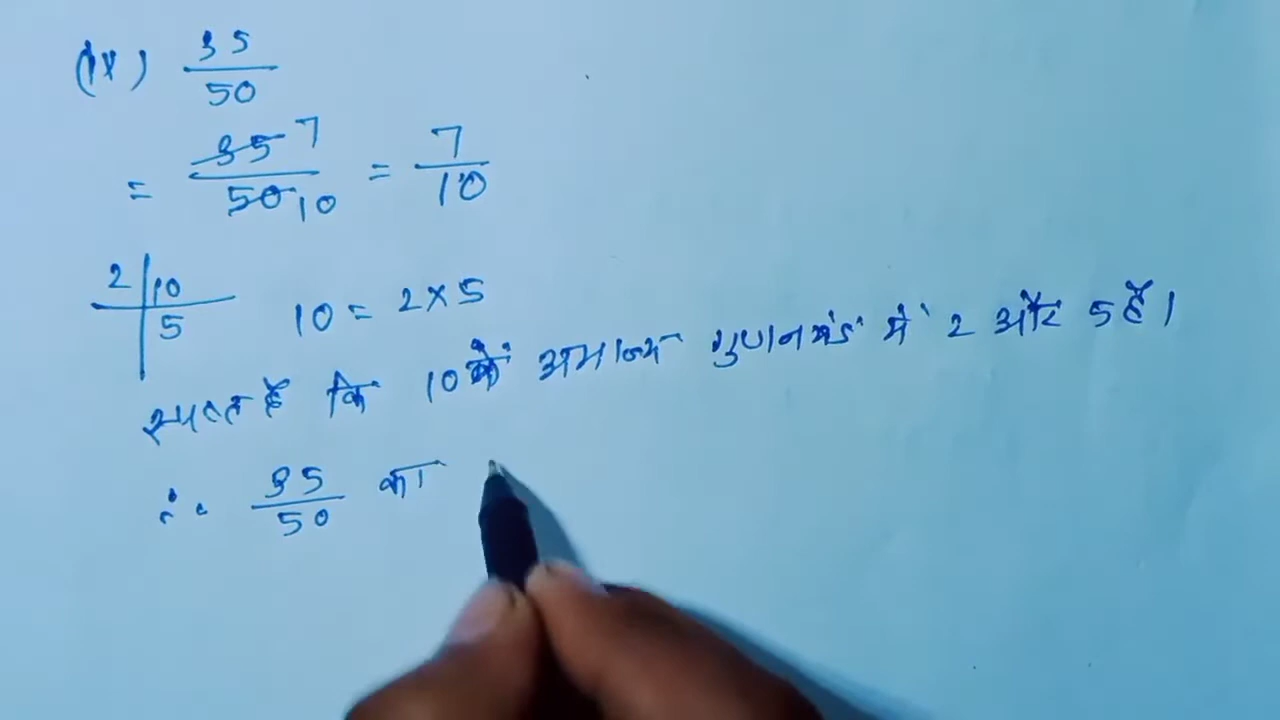 (ix) 35/50
= 35 7/50 10 = 7/10
2 | 10
5 10 = 2 × 5
स्पष्ट है कि 10 के अभाज्य गुणनखंड में 2 और 5 है।
∴ 35/50 का